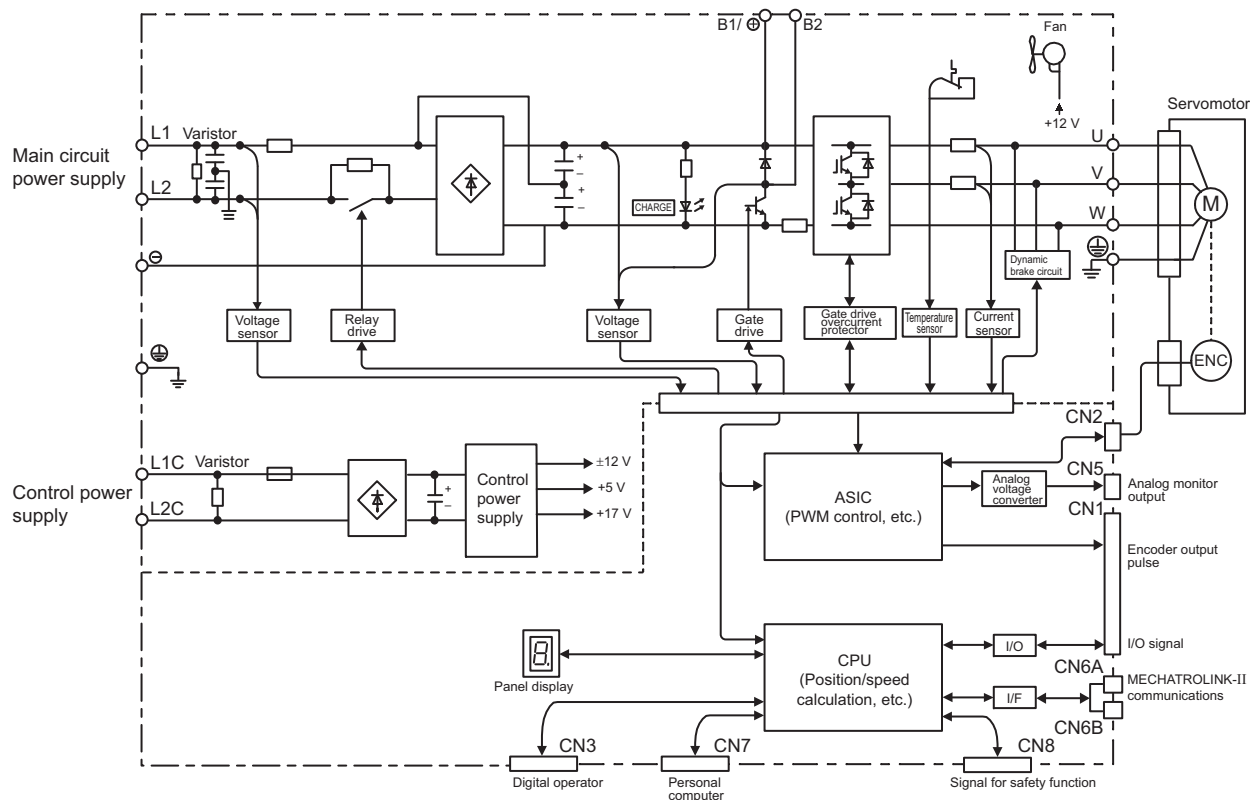 B1/ ⊕ B2
Fan
+12 V
Servomotor
Main circuit
power supply
L1
Varistor
L2
⊖
+
–
+
–
CHARGE
U
V
W
M
Dynamic
brake circuit
Voltage
sensor
Relay
drive
Voltage
sensor
Gate
drive
Gate drive
overcurrent
protector
Temperature
sensor
Current
sensor
ENC
CN2
Control power
supply
L1C
Varistor
L2C
+
–
Control
power
supply
±12 V
+5 V
+17 V
ASIC
(PWM control, etc.)
Analog
voltage
converter
CN5
Analog monitor
output
CN1
Encoder output
pulse
I/O signal
8.
Panel display
CPU
(Position/speed
calculation, etc.)
I/O
I/F
CN6A
MECHATROLINK-II
communications
CN6B
CN3
Digital operator
CN7
Personal
computer
CN8
Signal for safety function